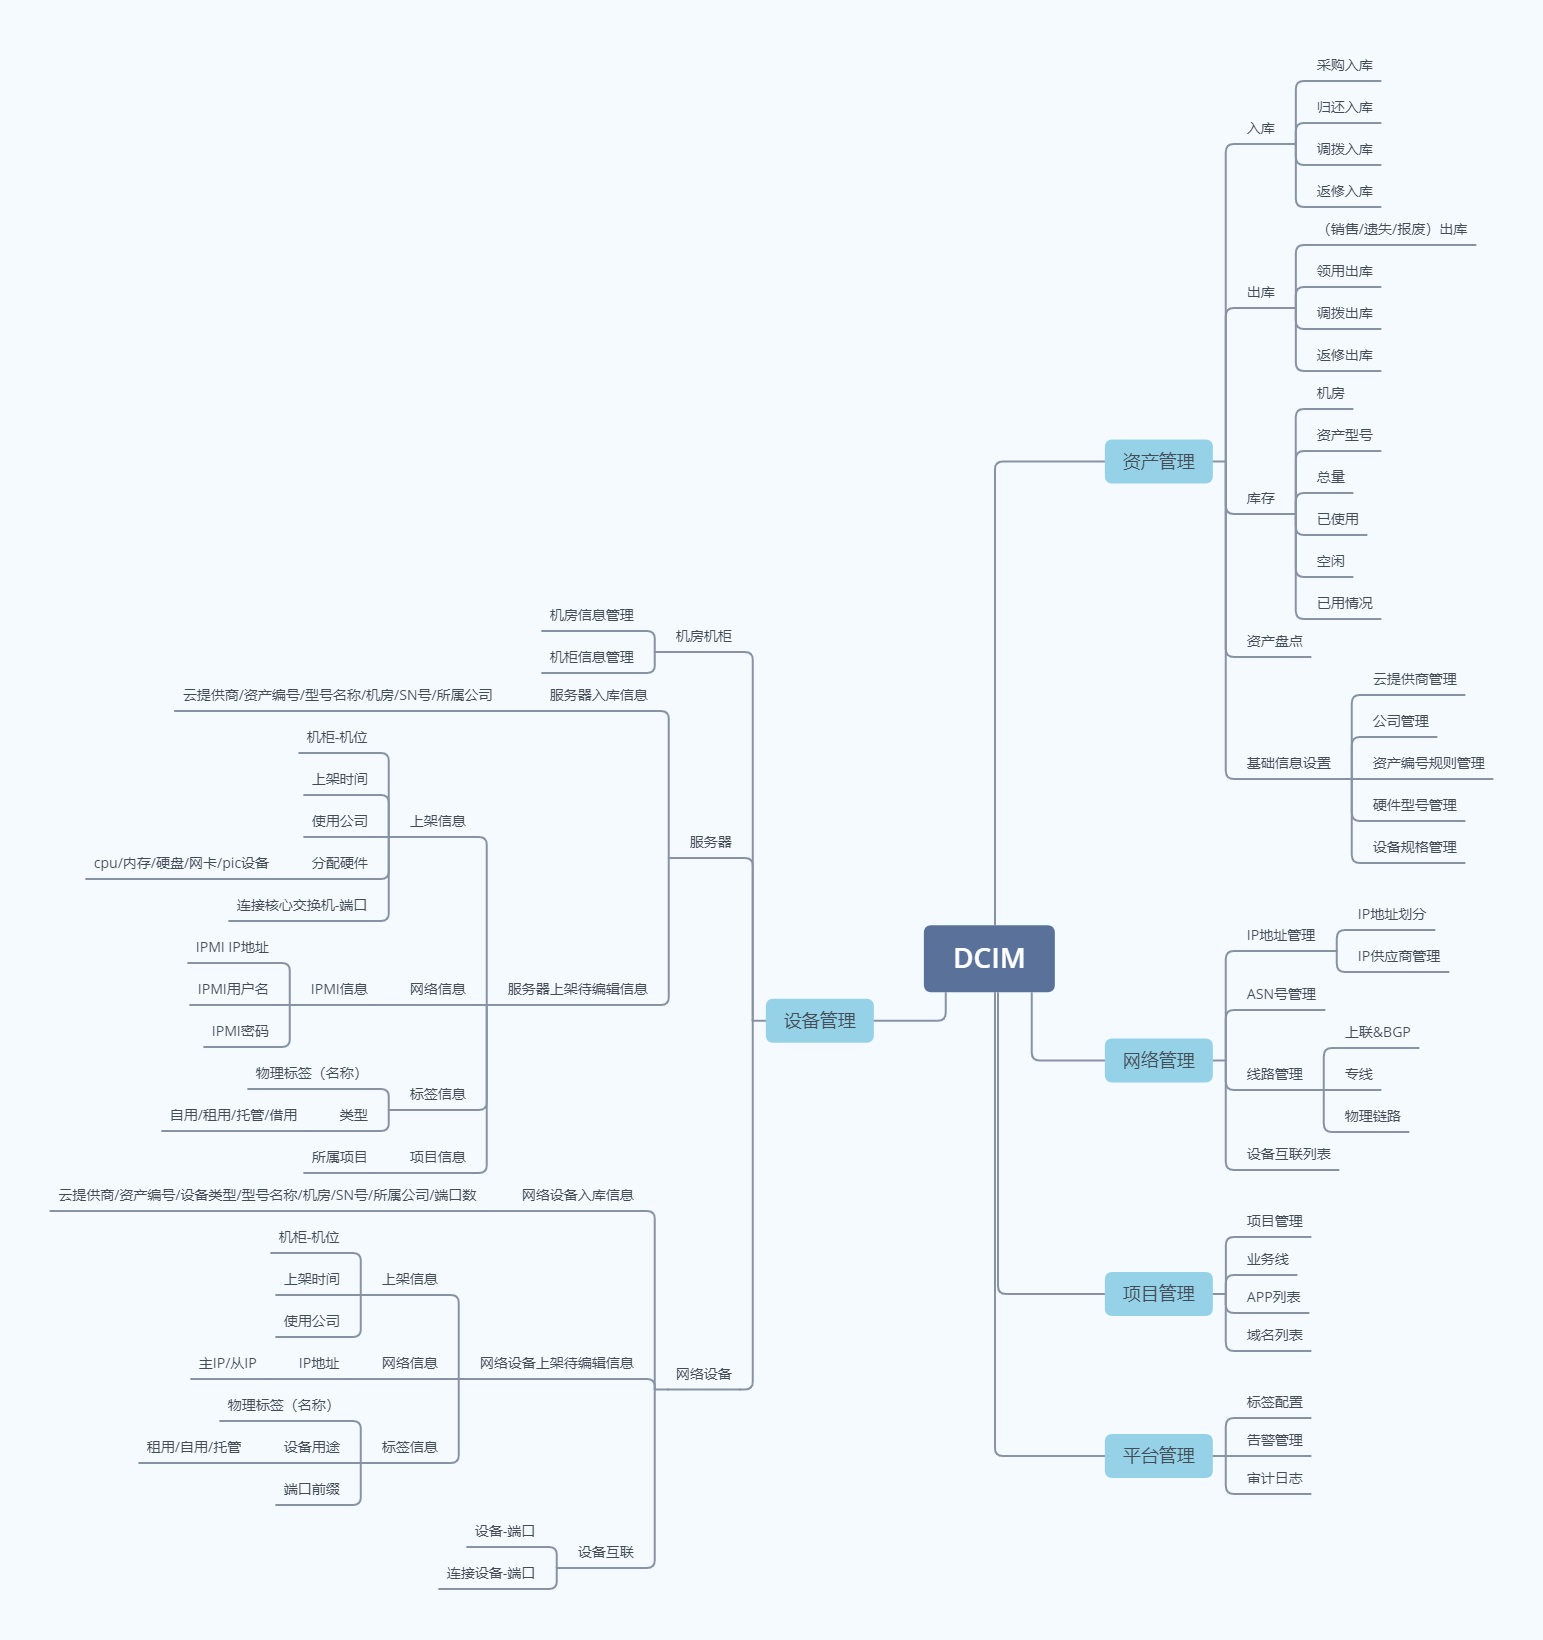 DCIM
资产管理
入库
采购入库
归还入库
调拨入库
返修入库
出库
（销售/遗失/报废）出库
领用出库
调拨出库
返修出库
库存
机房
资产型号
总量
已使用
空闲
已用情况
资产盘点
基础信息设置
云提供商管理
公司管理
资产编号规则管理
硬件型号管理
设备规格管理
网络管理
IP地址管理
IP地址划分
IP供应商管理
ASN号管理
线路管理
上联&BGP
专线
物理链路
设备互联列表
项目管理
项目管理
业务线
APP列表
域名列表
平台管理
标签配置
告警管理
审计日志
设备管理
机房机柜
机房信息管理
机柜信息管理
服务器
服务器入库信息
云提供商/资产编号/型号名称/机房/SN号/所属公司
服务器上架待编辑信息
上架信息
机柜-机位
上架时间
使用公司
分配硬件
cpu/内存/硬盘/网卡/pic设备
连接核心交换机-端口
网络信息
IPMI信息
IPMI IP地址
IPMI用户名
IPMI密码
标签信息
物理标签（名称）
类型
自用/租用/托管/借用
项目信息
所属项目
网络设备
网络设备入库信息
云提供商/资产编号/设备类型/型号名称/机房/SN号/所属公司/端口数
网络设备上架待编辑信息
上架信息
机柜-机位
上架时间
使用公司
网络信息
IP地址
主IP/从IP
标签信息
物理标签（名称）
设备用途
租用/自用/托管
端口前缀
设备互联
设备-端口
连接设备-端口